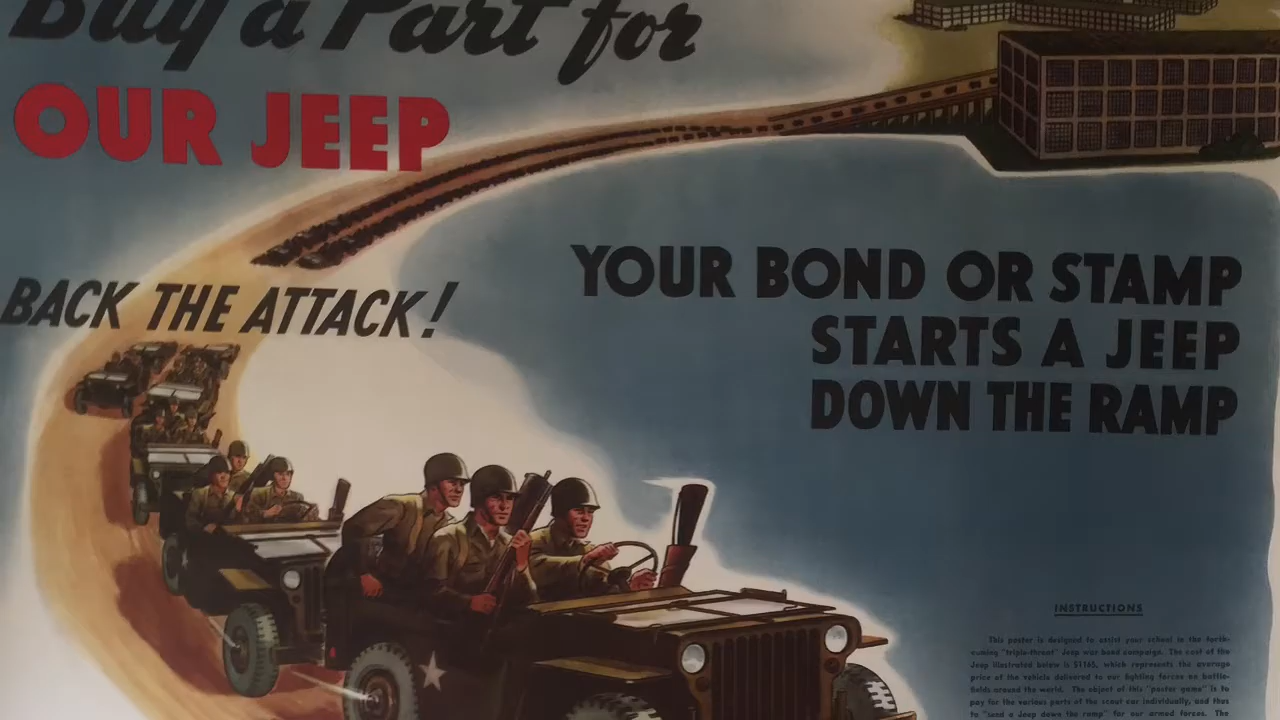 Buy a Part for
OUR JEEP
BACK THE ATTACK!
YOUR BOND OR STAMP
STARTS A JEEP
DOWN THE RAMP
INSTRUCTIONS
This poster is designed to assist your school in the forth-
coming "triple-threat" Jeep war bond campaign. The cost of the
Jeep illustrated below is $1165, which represents the average
price of the vehicle delivered to our fighting forces on battle-
fields around the world. The object of this "poster game" is to
pay for the various parts of the scout car individually, and thus
to "send a Jeep down the ramp" for our armed forces. The